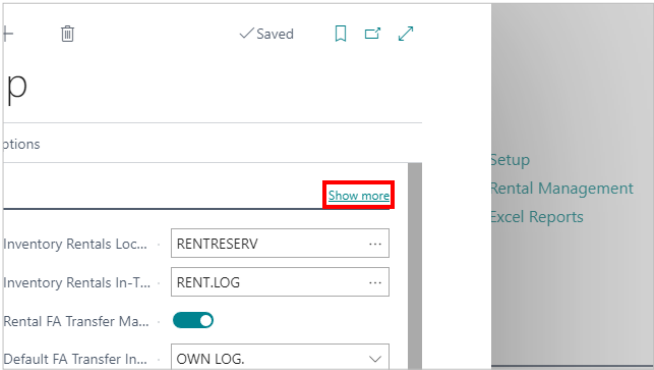 Saved
p
ptions
Setup
Rental Management
Excel Reports
Show more
Inventory Rentals Loc... RENTRESERV ...
Inventory Rentals In-T... RENT.LOG ...
Rental FA Transfer Ma...
Default FA Transfer In... OWN LOG.